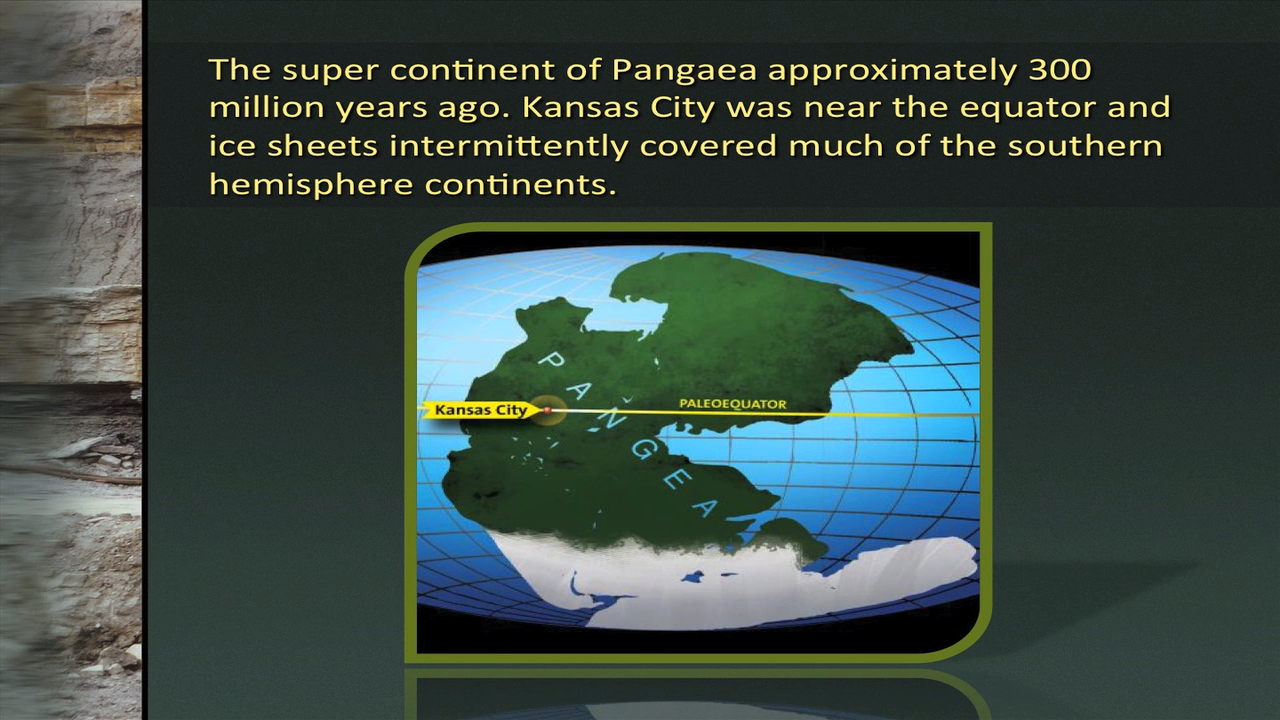 The super continent of Pangaea approximately 300
million years ago. Kansas City was near the equator and
ice sheets intermittently covered much of the southern
hemisphere continents.
PANGEA
PALEOEQUATOR
Kansas City